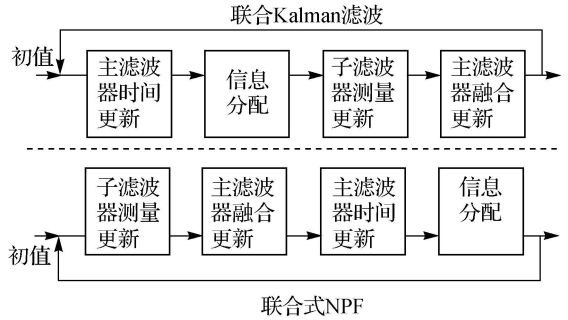 联合Kalman滤波
初值
主滤波
器时间
更新
信息
分配
子滤波
器测量
更新
主滤波
器融合
更新
子滤波
器测量
更新
主滤波
器融合
更新
主滤波
器时间
更新
信息
分配
初值
联合式NPF